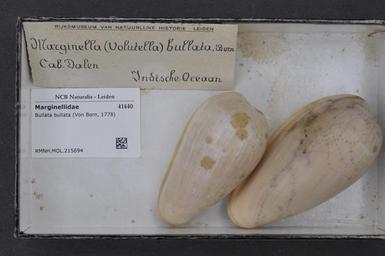 RIJKSMUSEUM VAN NATUURLIJKE HISTORIE - LEIDEN
Marginella (Volutella) bullata, Born
Cab. Dalen
Indische Oceaan
NCB Naturalis - Leiden
Marginellidae 41440
Bullata bullata (Von Born, 1778)
RMNH.MOL.215694